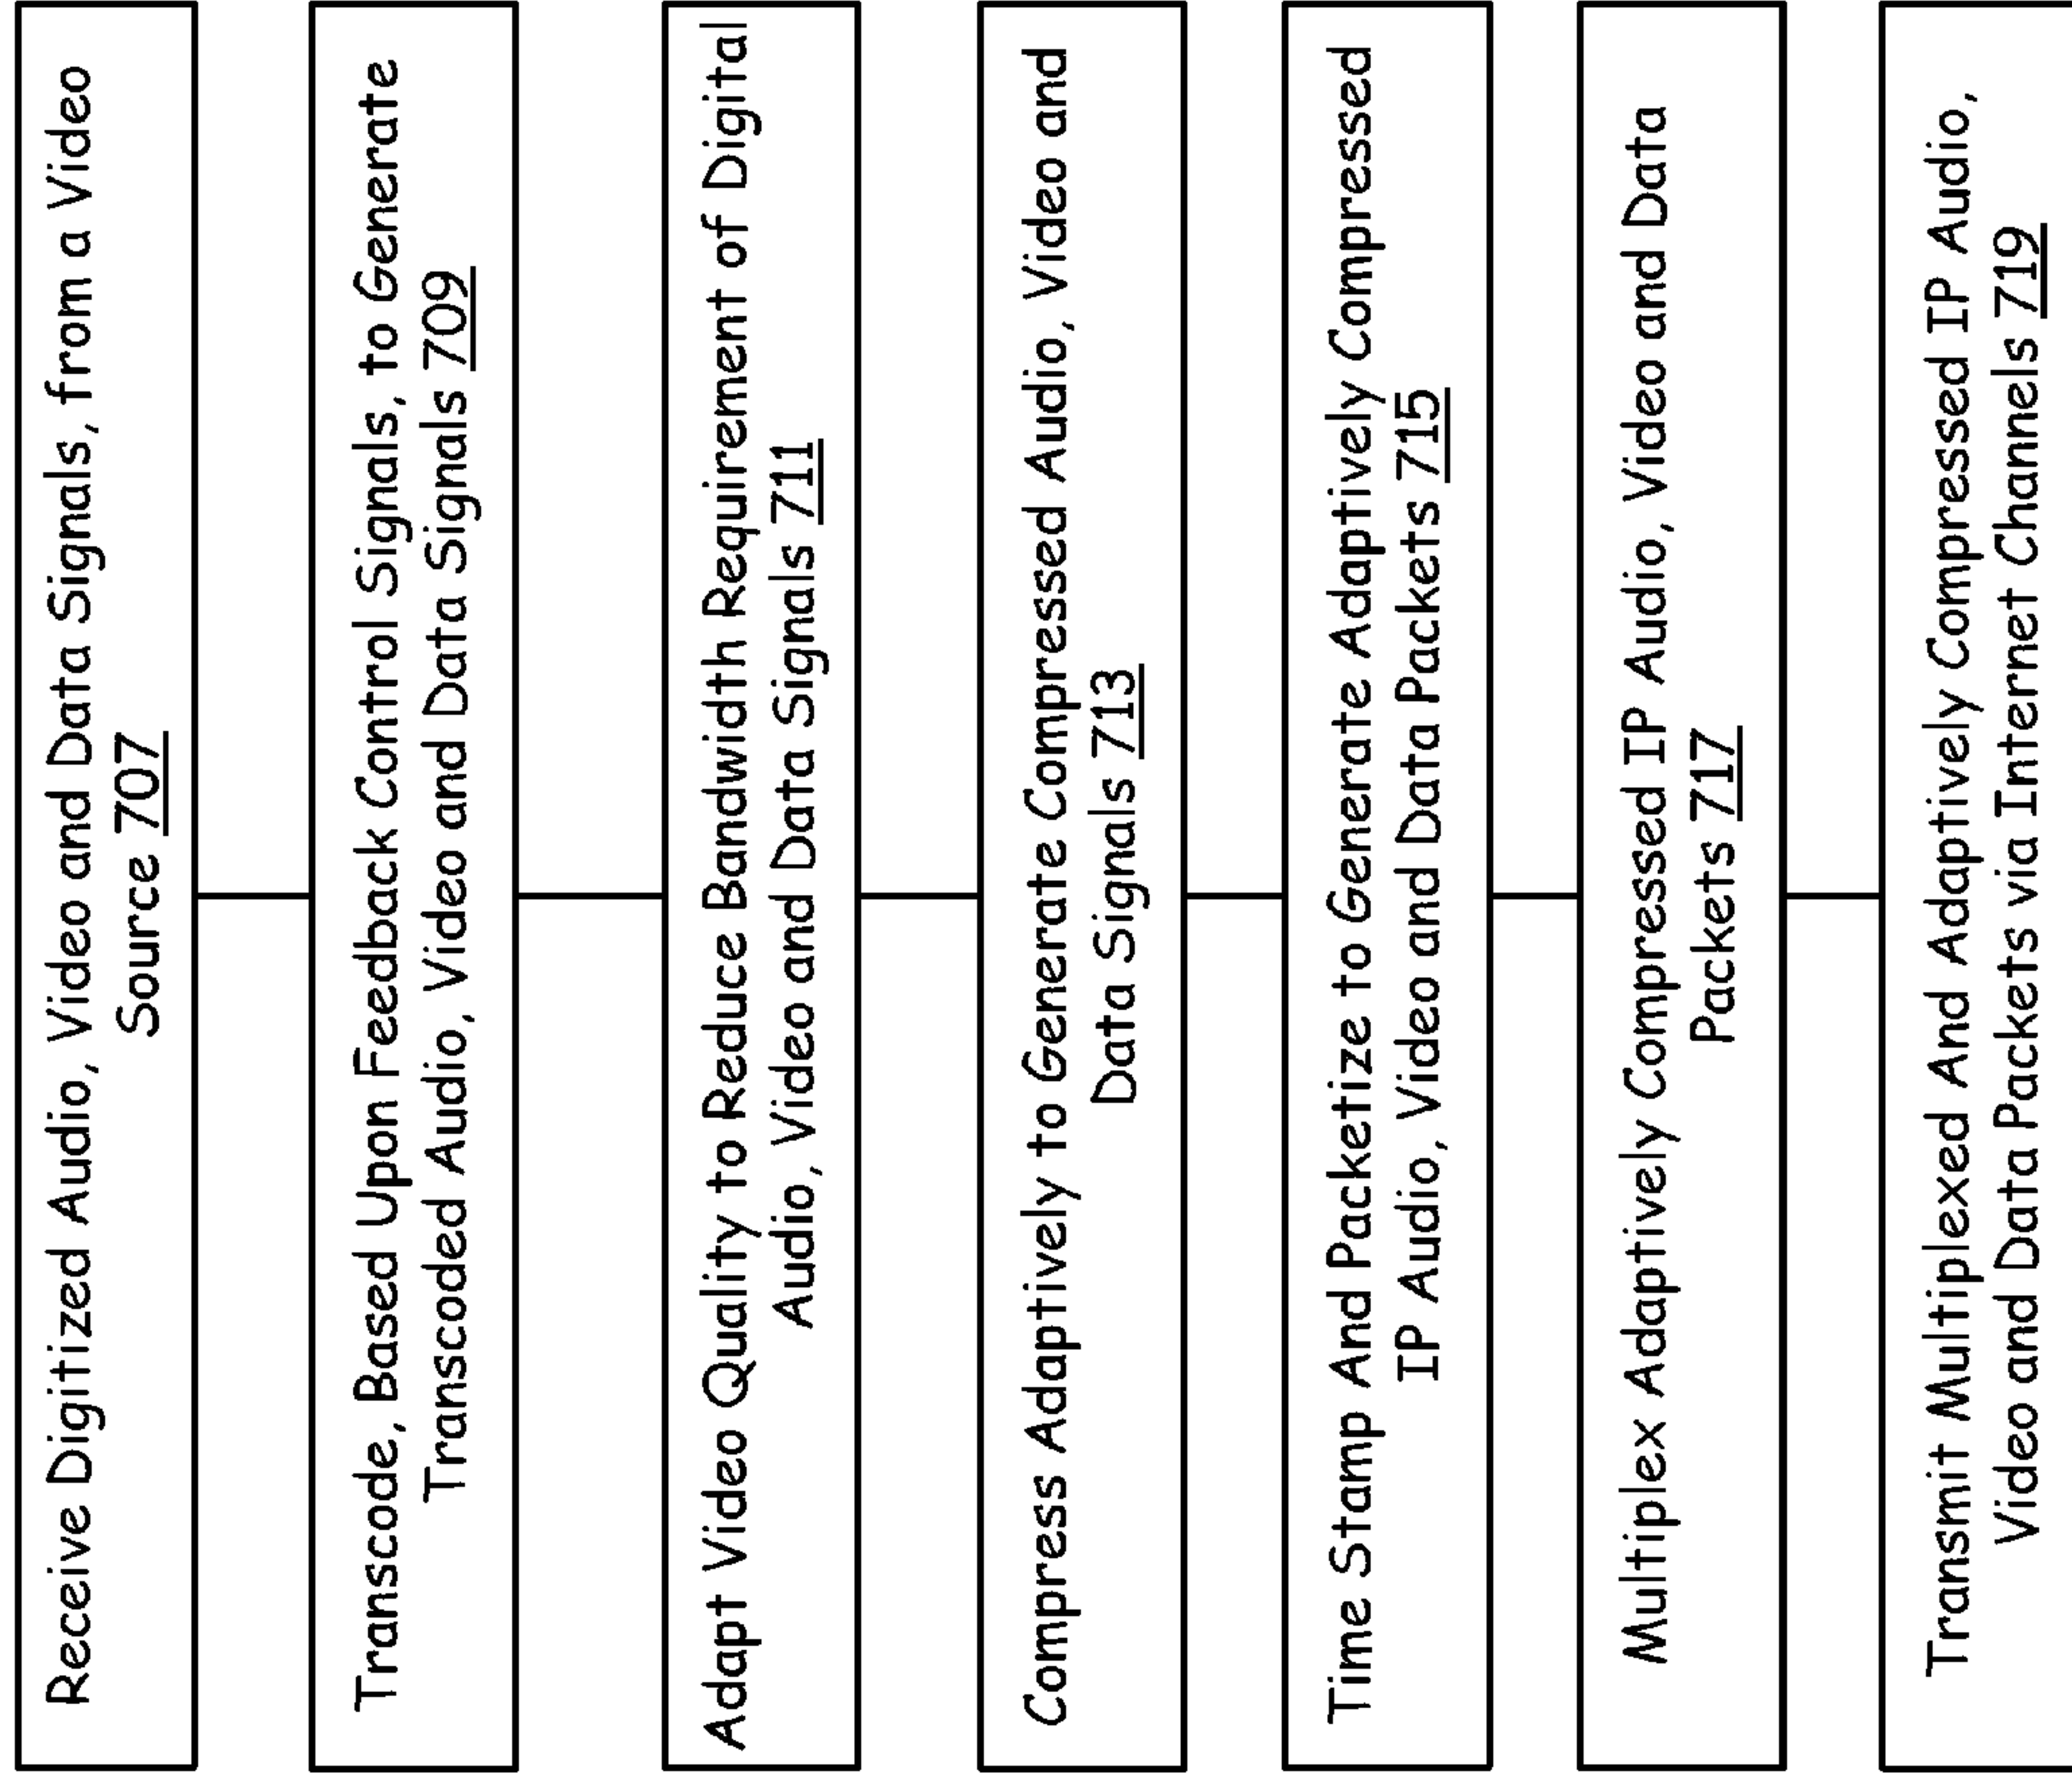 Receive Digitized Audio, Video and Data Signals, from a Video
Source 707
Transcode, Based Upon Feedback Control Signals, to Generate
Transcoded Audio, Video and Data Signals 709
Adapt Video Quality to Reduce Bandwidth Requirement of Digital
Audio, Video and Data Signals 711
Compress Adaptively to Generate Compressed Audio, Video and
Data Signals 713
Time Stamp And Packetize to Generate Adaptively Compressed
IP Audio, Video and Data Packets 715
Multiplex Adaptively Compressed IP Audio, Video and Data
Packets 717
Transmit Multiplexed And Adaptively Compressed IP Audio,
Video and Data Packets via Internet Channels 719